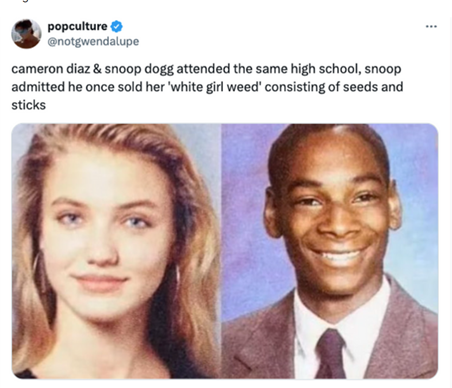 popculture
@notgwendalupe
cameron diaz & snoop dogg attended the same high school, snoop
admitted he once sold her 'white girl weed' consisting of seeds and
sticks